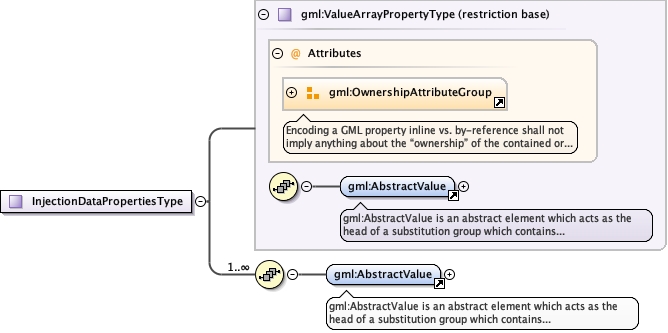 gml:ValueArrayPropertyType (restriction base)
@ Attributes
gml:OwnershipAttributeGroup
Encoding a GML property inline vs. by-reference shall not
imply anything about the “ownership” of the contained or...
gml:AbstractValue
gml:AbstractValue is an abstract element which acts as the
head of a substitution group which contains...
InjectionDataPropertiesType
1..∞
gml:AbstractValue
gml:AbstractValue is an abstract element which acts as the
head of a substitution group which contains...